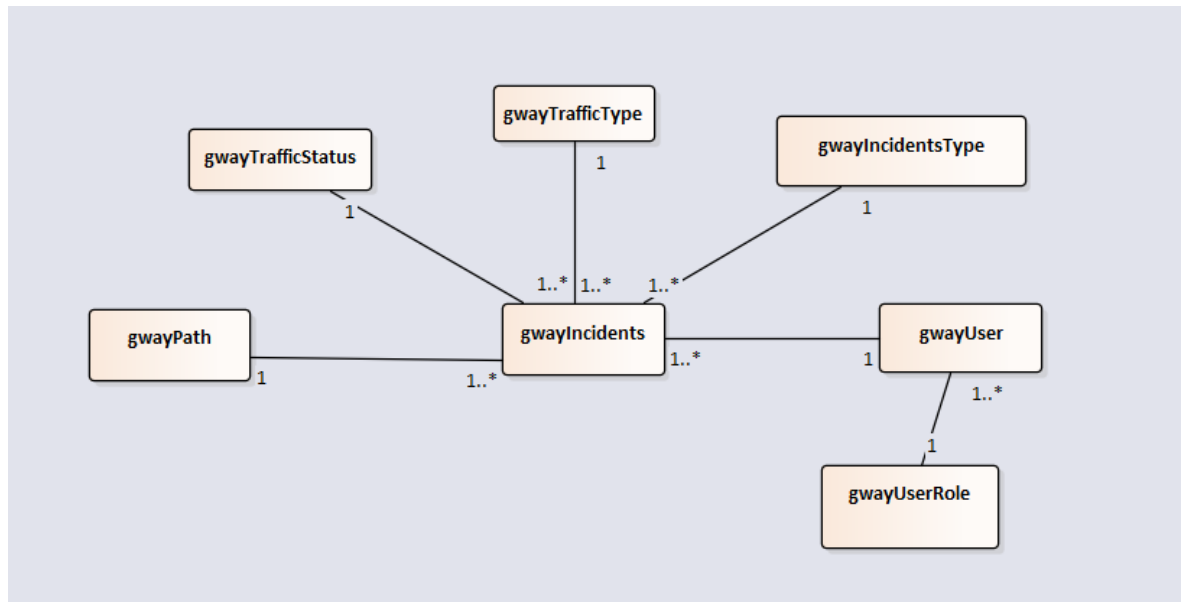 gwayTrafficType
gwayTrafficStatus
gwayIncidentsType
1
1
1
1..*
1..*
1..*
gwayPath
gwayIncidents
gwayUser
1
1..*
1..*
1
1..*
1
gwayUserRole